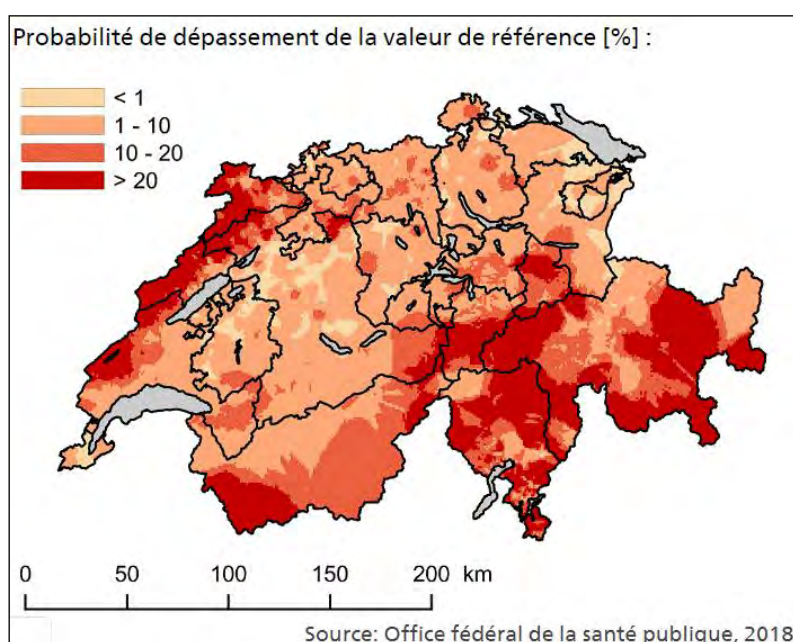 Probabilité de dépassement de la valeur de référence [%] :
< 1
1 - 10
10 - 20
> 20
0 50 100 150 200 km
Source: Office fédéral de la santé publique, 2018